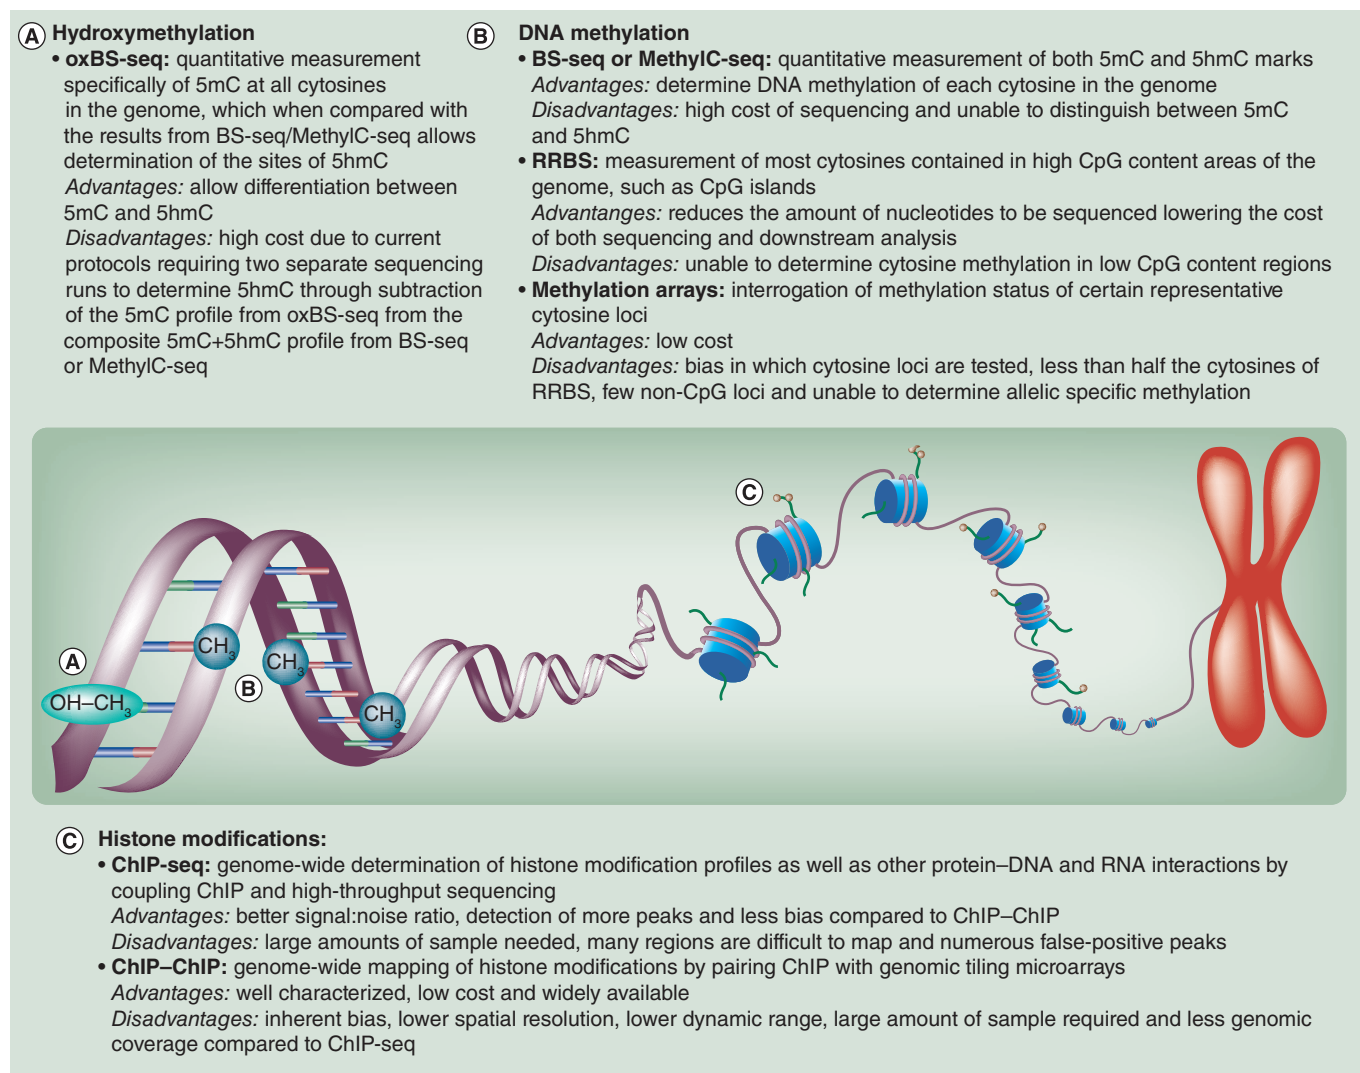 A Hydroxymethylation
• oxBS-seq: quantitative measurement
specifically of 5mC at all cytosines
in the genome, which when compared with
the results from BS-seq/MethylC-seq allows
determination of the sites of 5hmC
Advantages: allow differentiation between
5mC and 5hmC
Disadvantages: high cost due to current
protocols requiring two separate sequencing
runs to determine 5hmC through subtraction
of the 5mC profile from oxBS-seq from the
composite 5mC+5hmC profile from BS-seq
or MethylC-seq
B DNA methylation
• BS-seq or MethylC-seq: quantitative measurement of both 5mC and 5hmC marks
Advantages: determine DNA methylation of each cytosine in the genome
Disadvantages: high cost of sequencing and unable to distinguish between 5mC
and 5hmC
• RRBS: measurement of most cytosines contained in high CpG content areas of the
genome, such as CpG islands
Advantanges: reduces the amount of nucleotides to be sequenced lowering the cost
of both sequencing and downstream analysis
Disadvantages: unable to determine cytosine methylation in low CpG content regions
• Methylation arrays: interrogation of methylation status of certain representative
cytosine loci
Advantages: low cost
Disadvantages: bias in which cytosine loci are tested, less than half the cytosines of
RRBS, few non-CpG loci and unable to determine allelic specific methylation
C
CH3
CH3
A
B
OH–CH3
CH3
C Histone modifications:
• ChIP-seq: genome-wide determination of histone modification profiles as well as other protein–DNA and RNA interactions by
coupling ChIP and high-throughput sequencing
Advantages: better signal:noise ratio, detection of more peaks and less bias compared to ChIP–ChIP
Disadvantages: large amounts of sample needed, many regions are difficult to map and numerous false-positive peaks
• ChIP–ChIP: genome-wide mapping of histone modifications by pairing ChIP with genomic tiling microarrays
Advantages: well characterized, low cost and widely available
Disadvantages: inherent bias, lower spatial resolution, lower dynamic range, large amount of sample required and less genomic
coverage compared to ChIP-seq